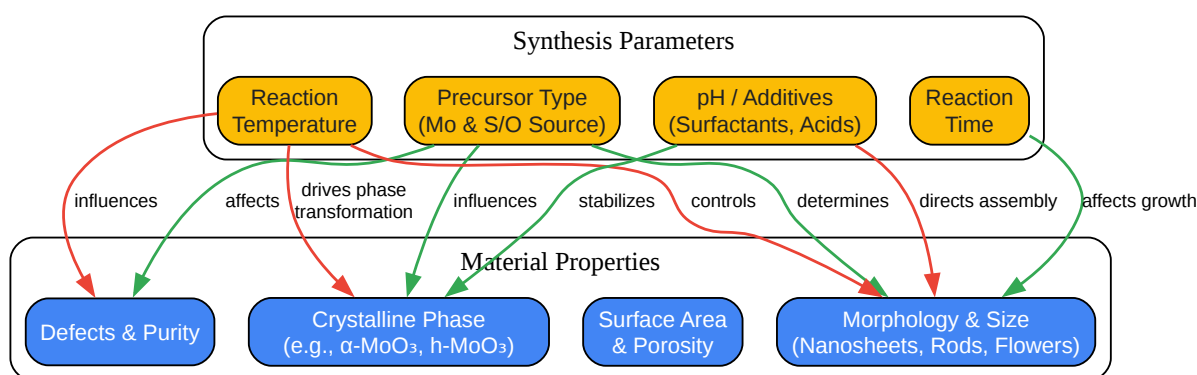 Synthesis Parameters
Reaction
Temperature
Precursor Type
(Mo & S/O Source)
pH / Additives
(Surfactants, Acids)
Reaction
Time
influences
affects
drives phase
transformation
influences
stabilizes
controls
determines
directs assembly
affects growth
Material Properties
Defects & Purity
Crystalline Phase
(e.g., α-MoO₃, h-MoO₃)
Surface Area
& Porosity
Morphology & Size
(Nanosheets, Rods, Flowers)